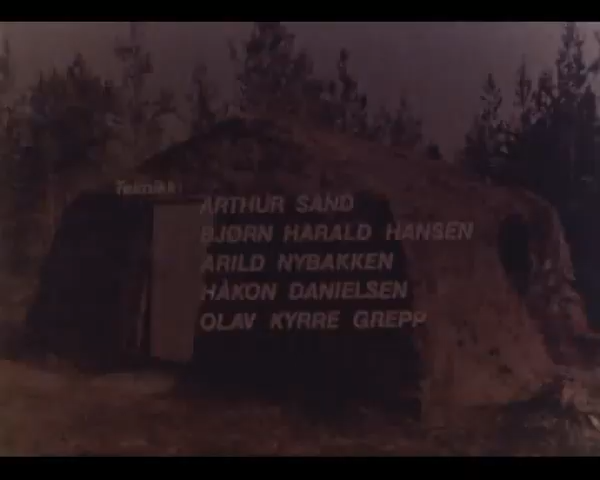 Teknikk:
ARTHUR SAND
BJØRN HARALD HANSEN
ARILD NYBAKKEN
HÅKON DANIELSEN
OLAV KYRRE GREPP